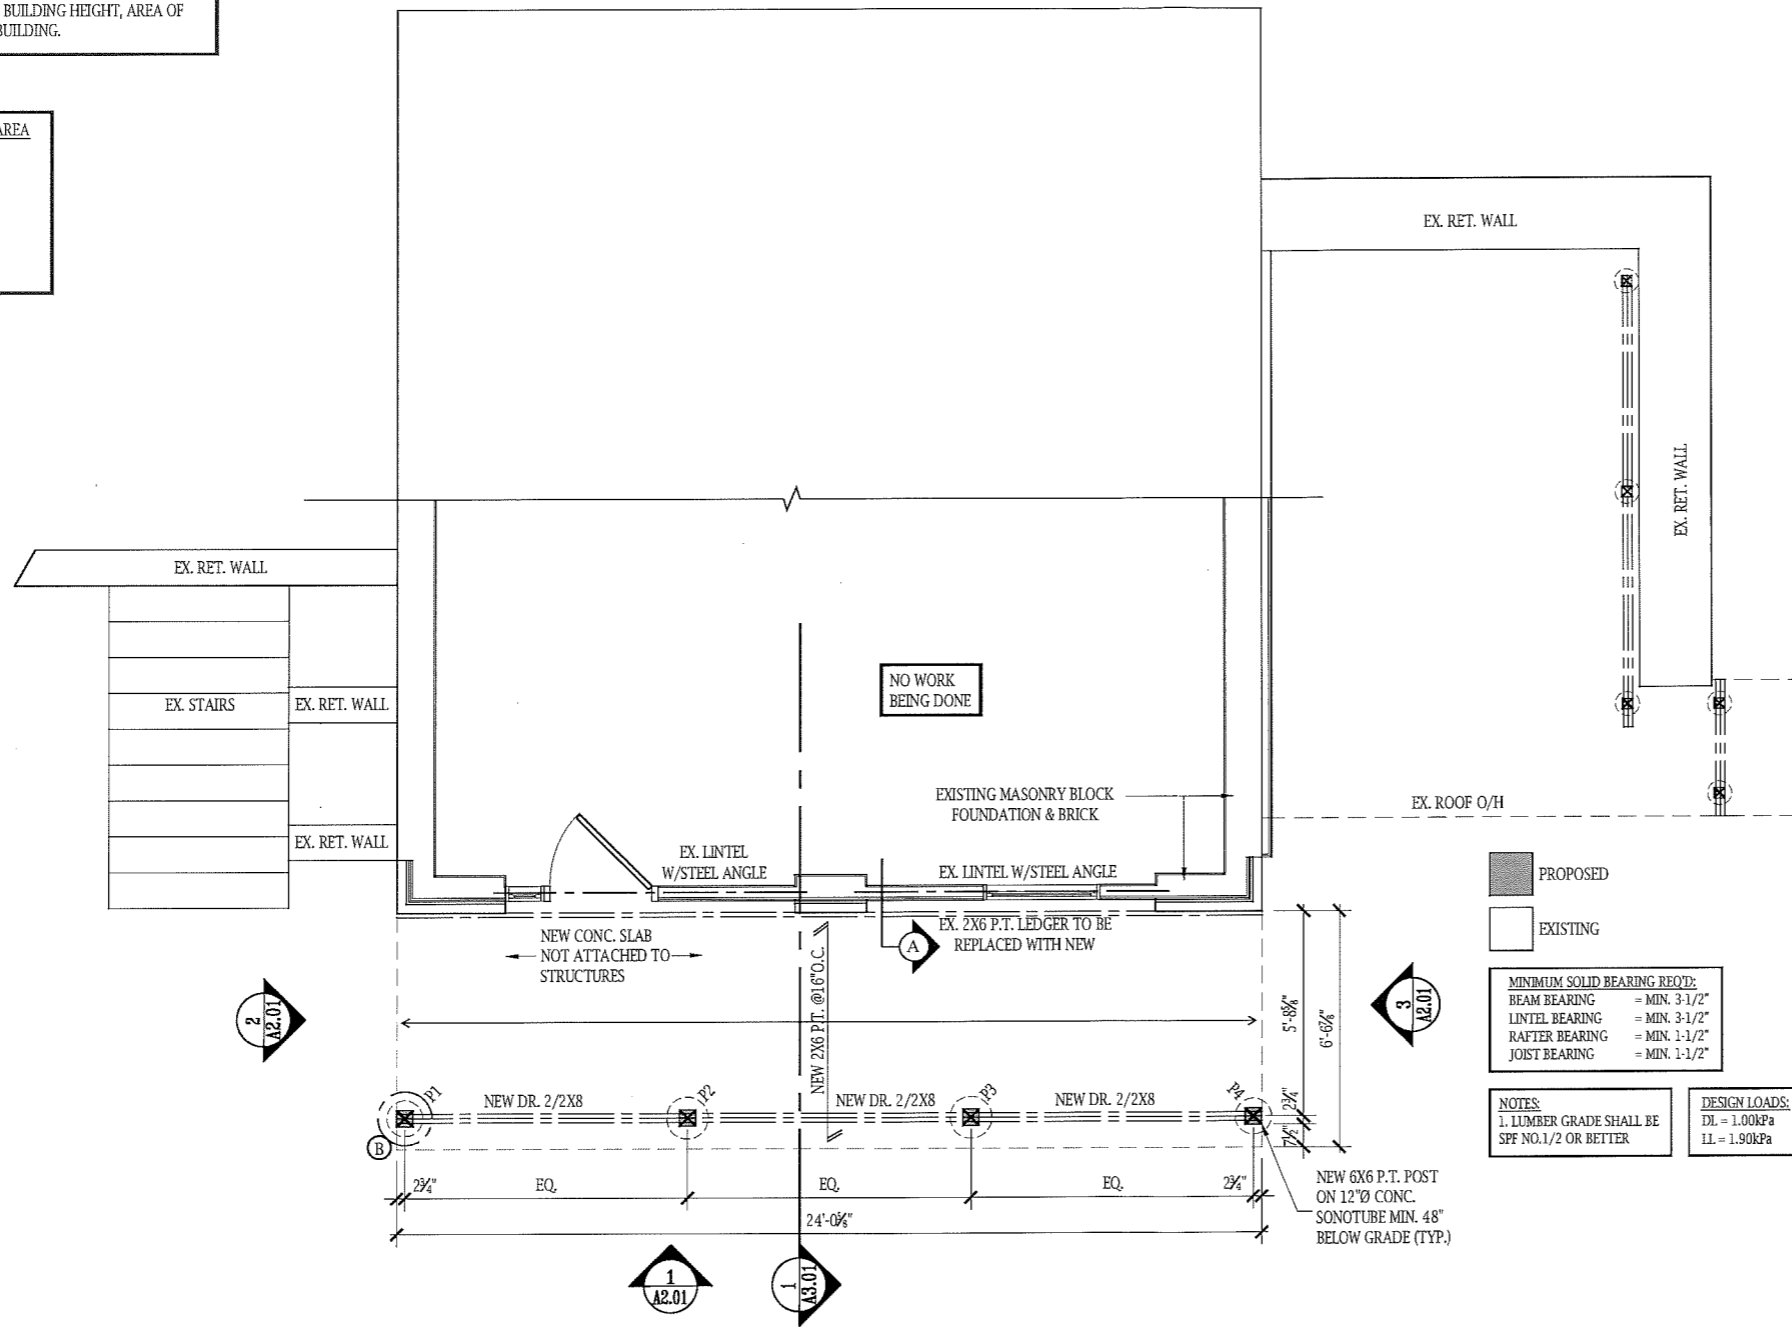 BUILDING HEIGHT, AREA OF
BUILDING.
AREA
EX. RET. WALL
EX. RET. WALL
EX. RET. WALL
EX. STAIRS
EX. RET. WALL
EX. RET. WALL
NO WORK
BEING DONE
EXISTING MASONRY BLOCK
FOUNDATION & BRICK
EX. ROOF O/H
EX. LINTEL
W/STEEL ANGLE
EX. LINTEL W/STEEL ANGLE
PROPOSED
EXISTING
NEW CONC. SLAB
NOT ATTACHED TO
STRUCTURES
EX. 2X6 P.T. LEDGER TO BE
REPLACED WITH NEW
A
NEW 2X6 P.T. @16"O.C.
2
A2.01
3
A2.01
5'-8⅜"
6'-6⅞"
2¾"
7½"
MINIMUM SOLID BEARING REQ'D:
BEAM BEARING = MIN. 3-1/2"
LINTEL BEARING = MIN. 3-1/2"
RAFTER BEARING = MIN. 1-1/2"
JOIST BEARING = MIN. 1-1/2"
P1
P2
P3
P4
NEW DR. 2/2X8
NEW DR. 2/2X8
NEW DR. 2/2X8
B
NOTES:
1. LUMBER GRADE SHALL BE
SPF NO.1/2 OR BETTER
DESIGN LOADS:
DL = 1.00kPa
LL = 1.90kPa
2¾"
EQ.
EQ.
EQ.
2¾"
24'-0⅝"
NEW 6X6 P.T. POST
ON 12"Ø CONC.
SONOTUBE MIN. 48"
BELOW GRADE (TYP.)
1
A2.01
1
A3.01